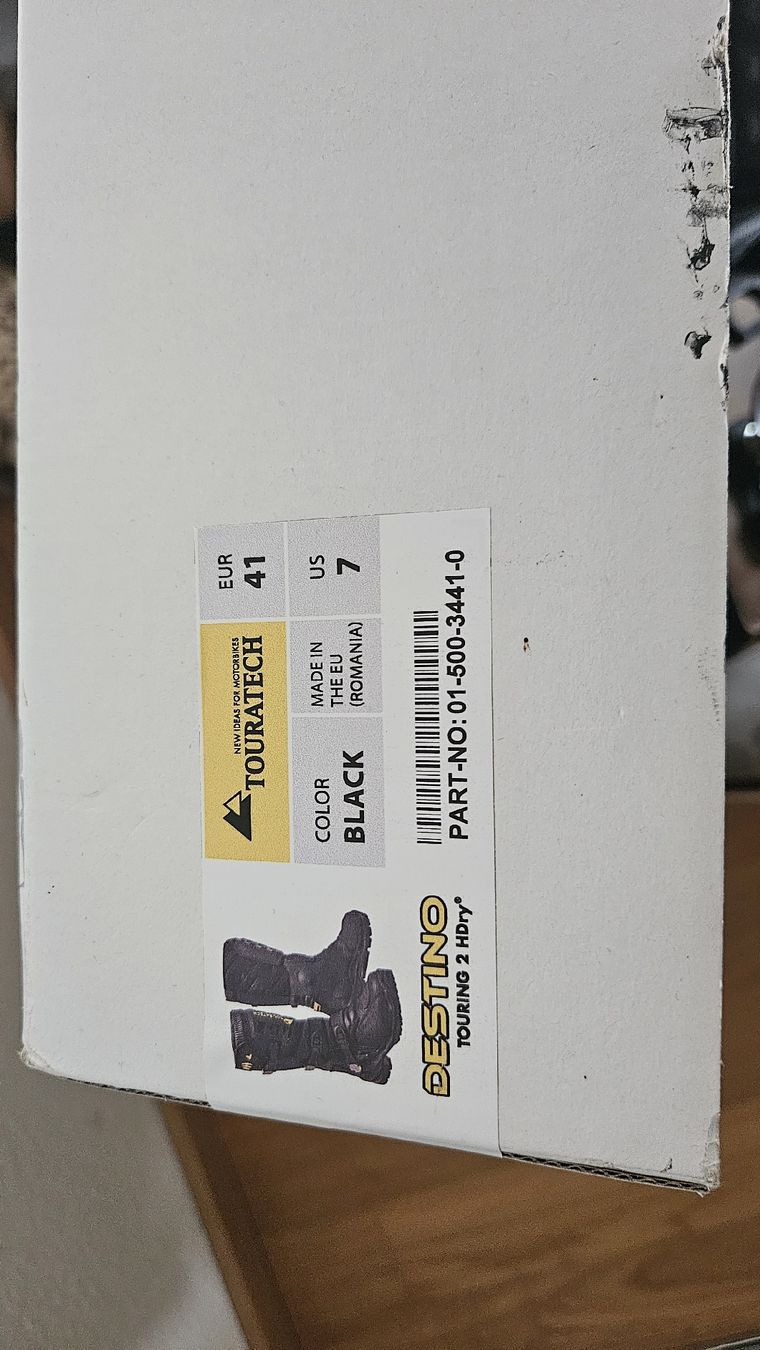 NEW IDEAS FOR MOTORBIKES
TOURATECH
EUR
41
COLOR
BLACK
MADE IN
THE EU
(ROMANIA)
US
7
DESTINO
TOURING 2 HDry®
PART-NO: 01-500-3441-0